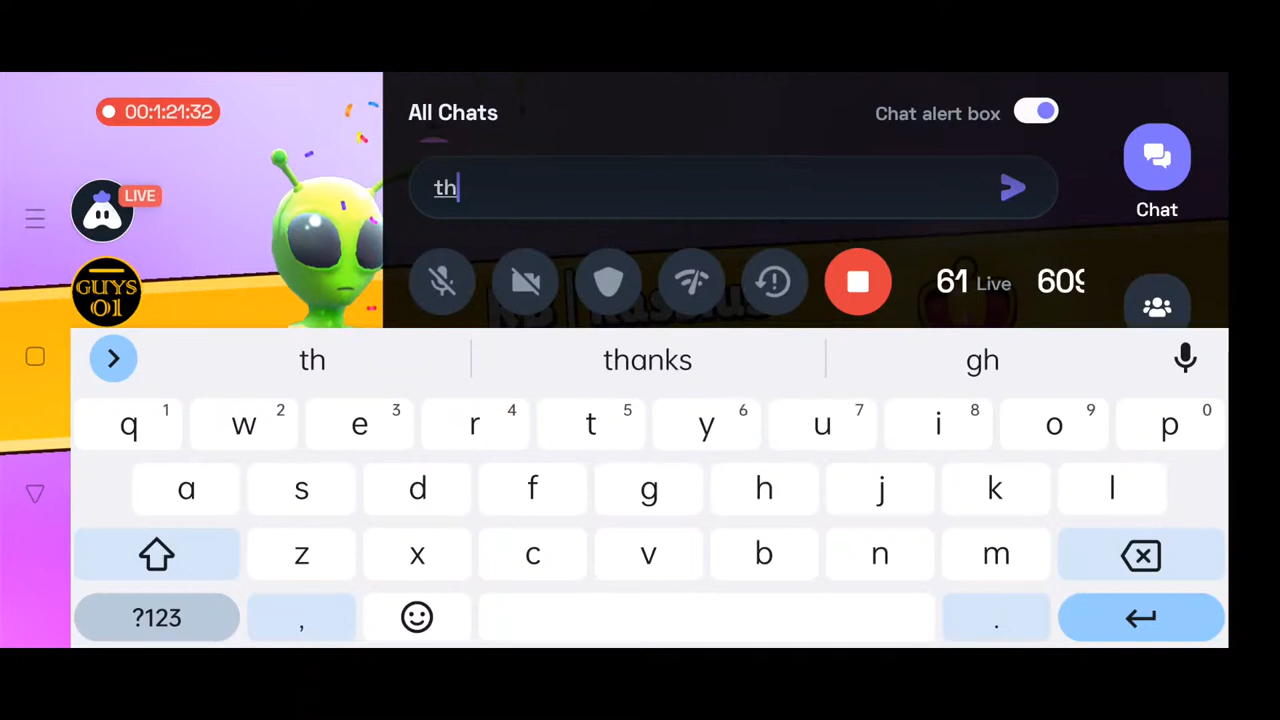 00:1:21:32
All Chats
Chat alert box
LIVE
th
Chat
GUYS
01
61 Live
609
th
thanks
gh
q 1 w 2 e 3 r 4 t 5 y 6 u 7 i 8 o 9 p 0
a s d f g h j k l
z x c v b n m
?123 , .